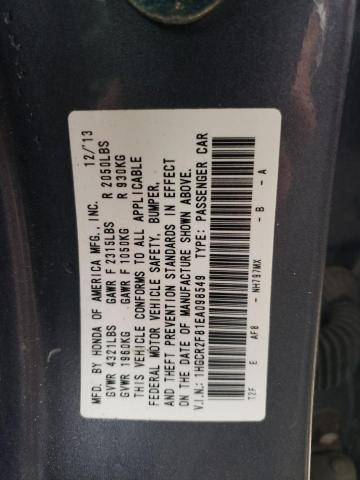 MFD. BY HONDA OF AMERICA MFG., INC. 12/'13
GVWR 4321LBS GAWR F 2315LBS R 2050LBS
GVWR 1960KG GAWR F 1050KG R 930KG
THIS VEHICLE CONFORMS TO ALL APPLICABLE
FEDERAL MOTOR VEHICLE SAFETY, BUMPER,
AND THEFT PREVENTION STANDARDS IN EFFECT
ON THE DATE OF MANUFACTURE SHOWN ABOVE.
V.I.N.: 1HGCR2F81EA098549 TYPE: PASSENGER CAR
T2F E AF8 - NH797MX - B - A